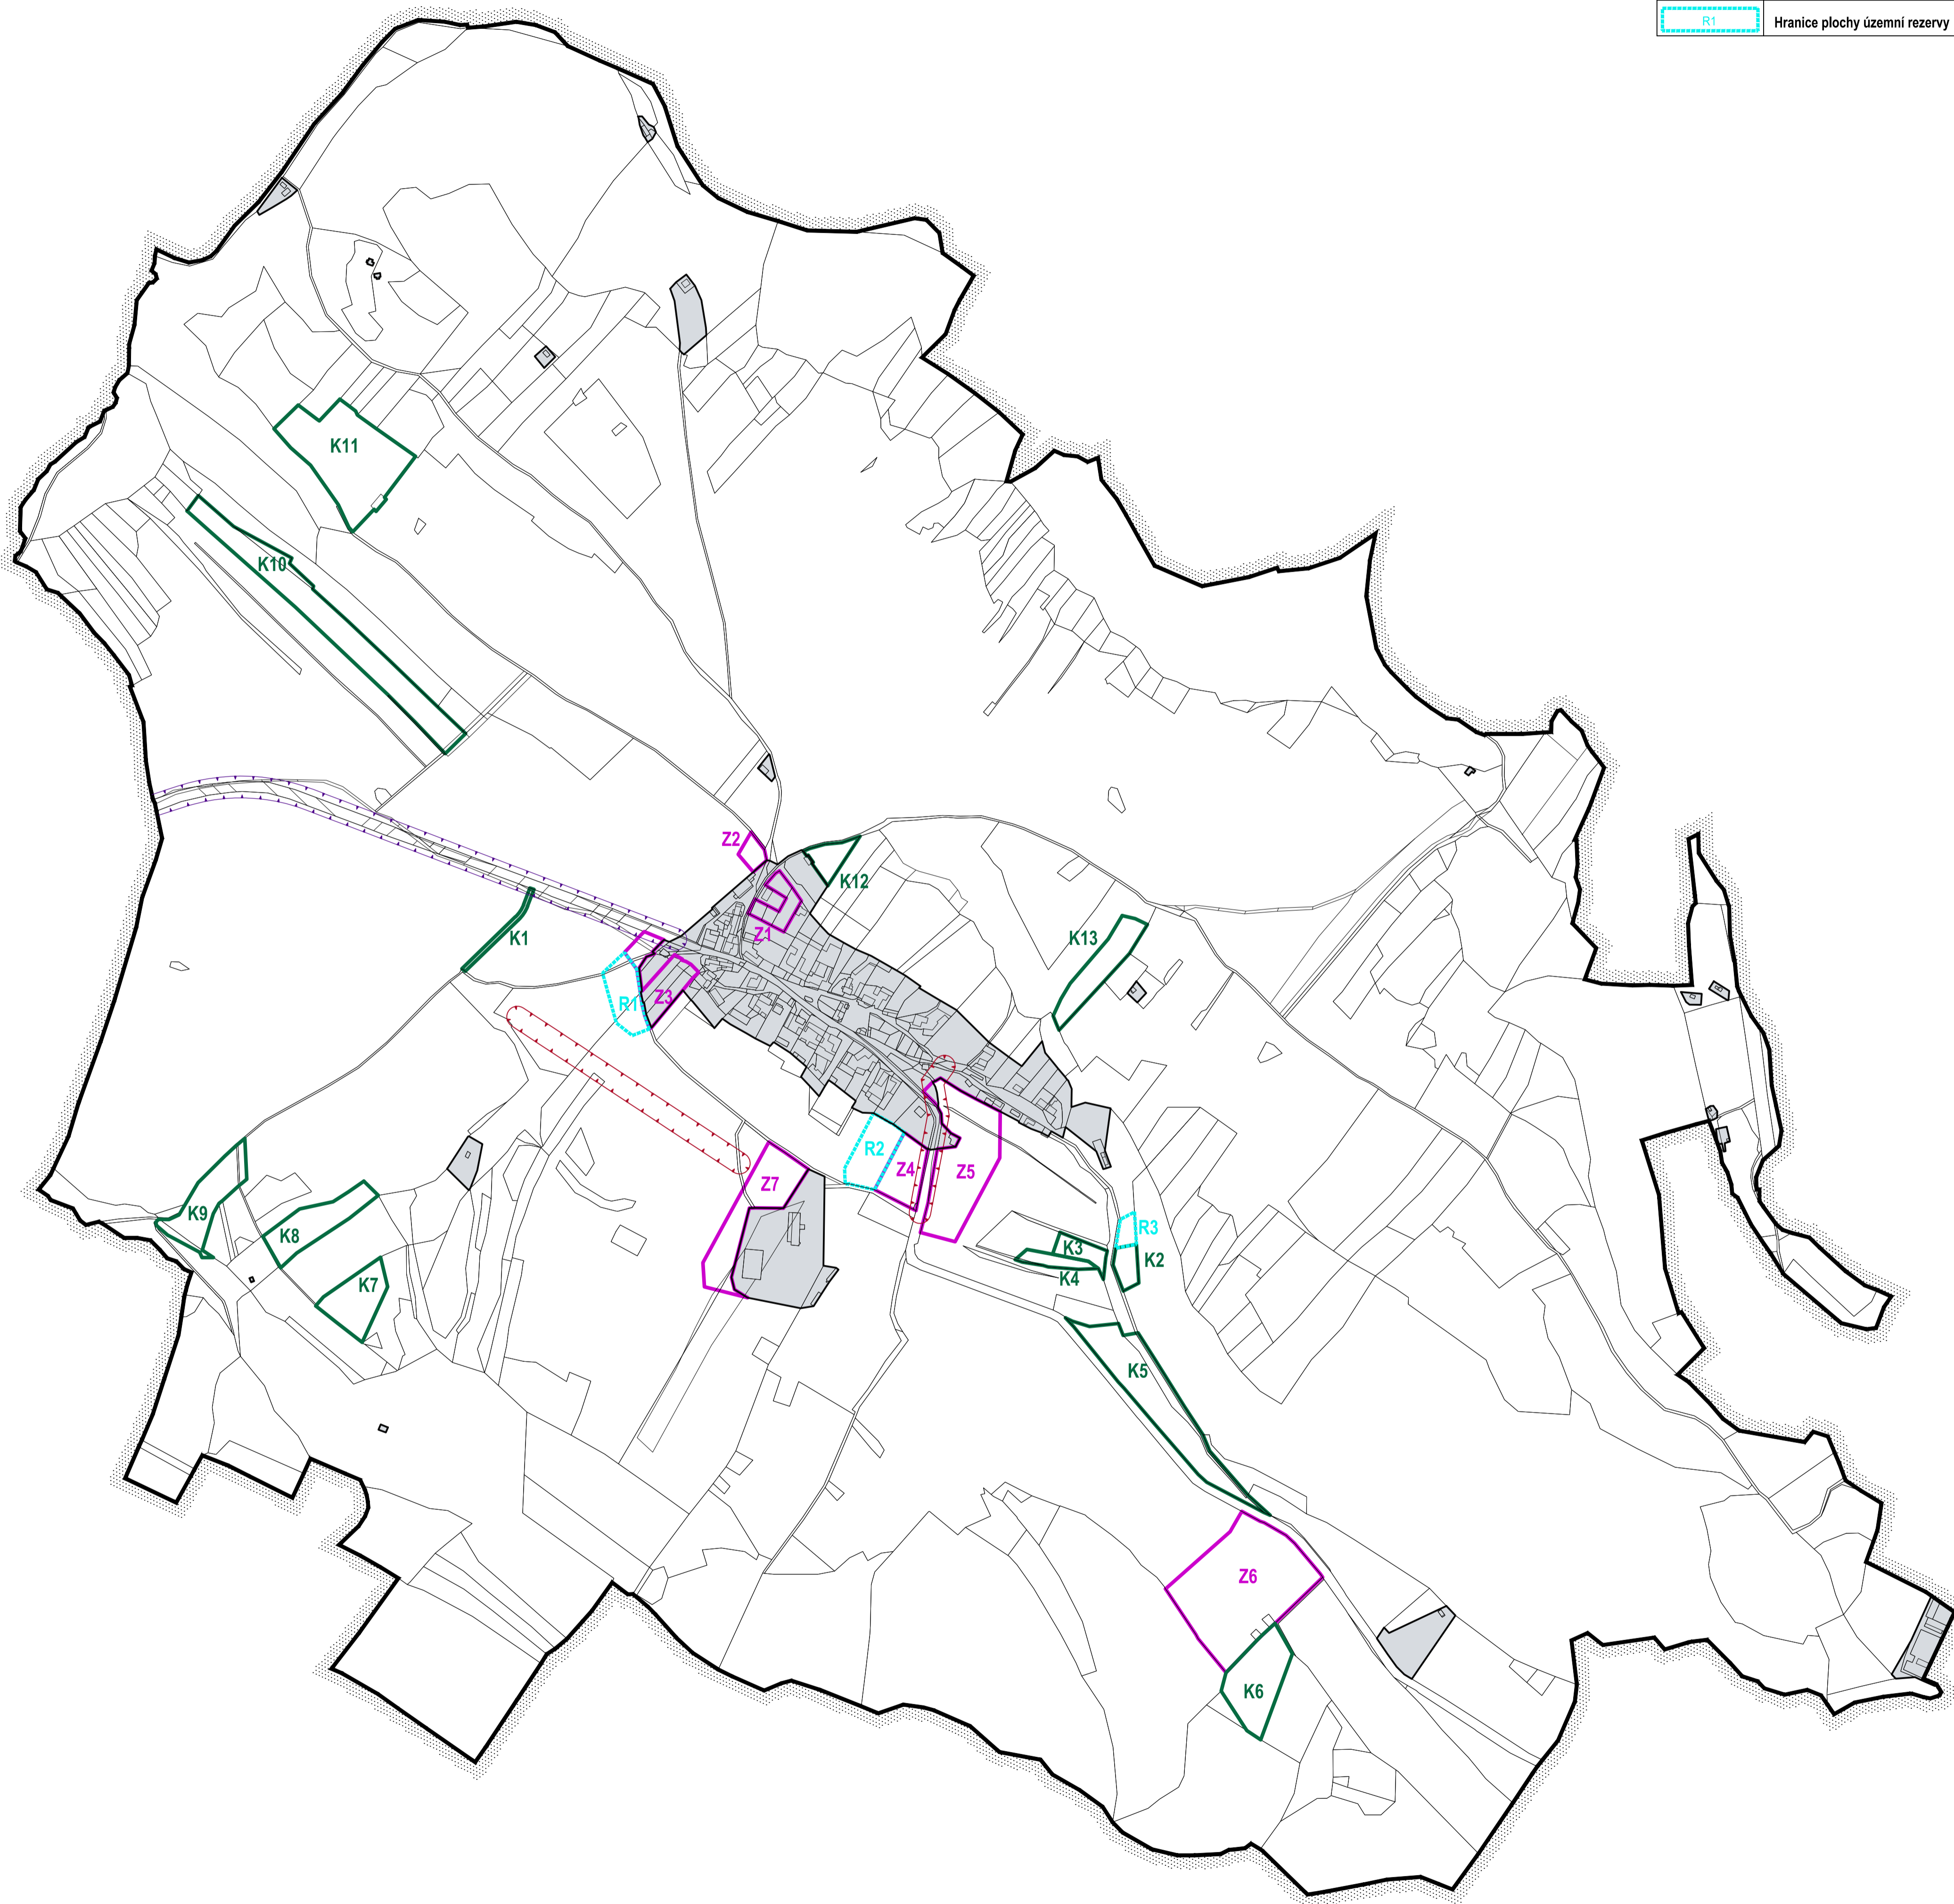 R1 Hranice plochy územní rezervy
K11
K10
Z2
K12
K1
Z1
K13
R1
Z3
R2
Z4
Z5
Z7
K9
K8
R3
K3
K2
K4
K7
K5
Z6
K6